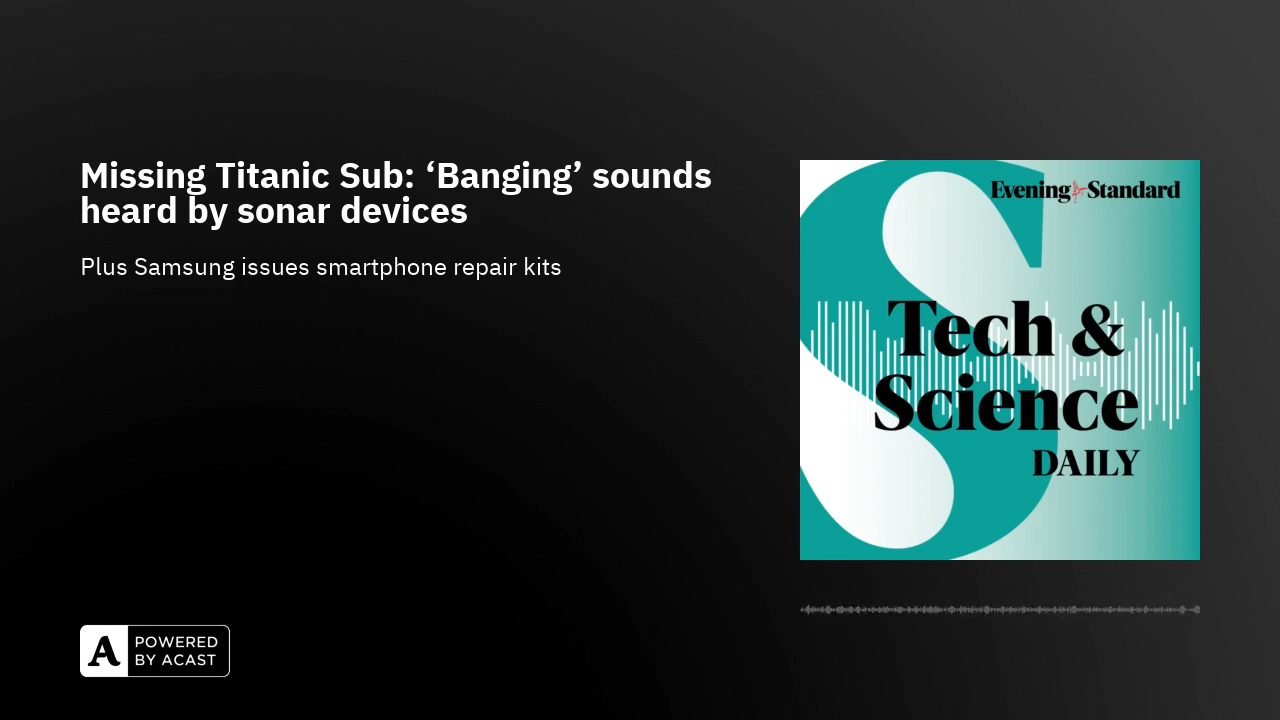 Missing Titanic Sub: ‘Banging’ sounds
heard by sonar devices
Plus Samsung issues smartphone repair kits
Evening Standard
Tech &
Science
DAILY
A POWERED
BY ACAST